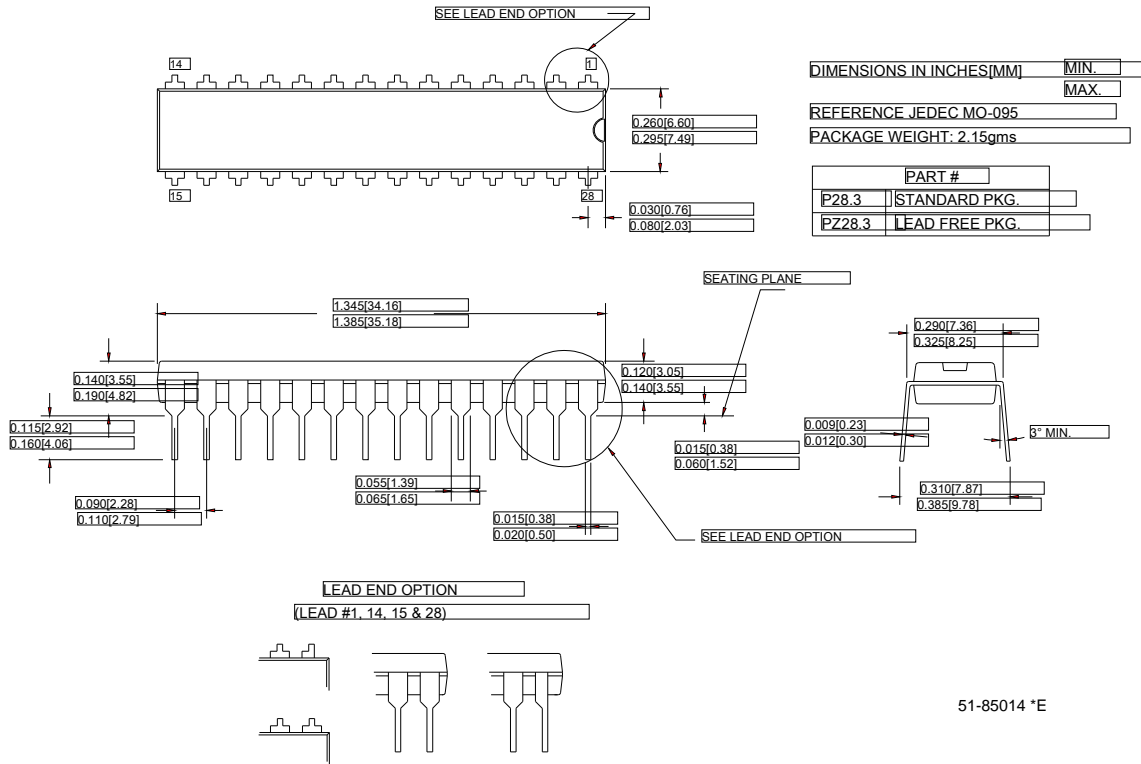 SEE LEAD END OPTION
14
1
DIMENSIONS IN INCHES[MM] MIN.
MAX.
REFERENCE JEDEC MO-095
PACKAGE WEIGHT: 2.15gms
0.260[6.60]
0.295[7.49]
PART #
P28.3 STANDARD PKG.
PZ28.3 LEAD FREE PKG.
15
28
0.030[0.76]
0.080[2.03]
SEATING PLANE
1.345[34.16]
1.385[35.18]
0.290[7.36]
0.325[8.25]
0.140[3.55]
0.190[4.82]
0.120[3.05]
0.140[3.55]
0.115[2.92]
0.160[4.06]
0.009[0.23]
0.012[0.30]
3° MIN.
0.015[0.38]
0.060[1.52]
0.055[1.39]
0.065[1.65]
0.090[2.28]
0.110[2.79]
0.310[7.87]
0.385[9.78]
0.015[0.38]
0.020[0.50]
SEE LEAD END OPTION
LEAD END OPTION
(LEAD #1, 14, 15 & 28)
51-85014 *E